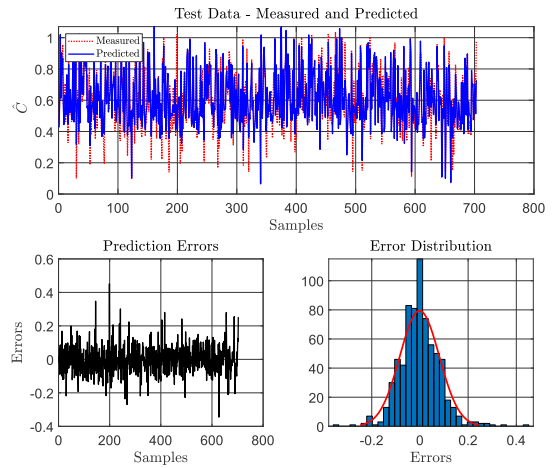 Test Data - Measured and Predicted
1
0.8
0.6
0.4
0.2
0
Ĉ
Measured
Predicted
0 100 200 300 400 500 600 700 800
Samples
Prediction Errors
0.6
0.4
0.2
0
-0.2
-0.4
Errors
0 200 400 600 800
Samples
Error Distribution
100
80
60
40
20
0
-0.2 0 0.2 0.4
Errors